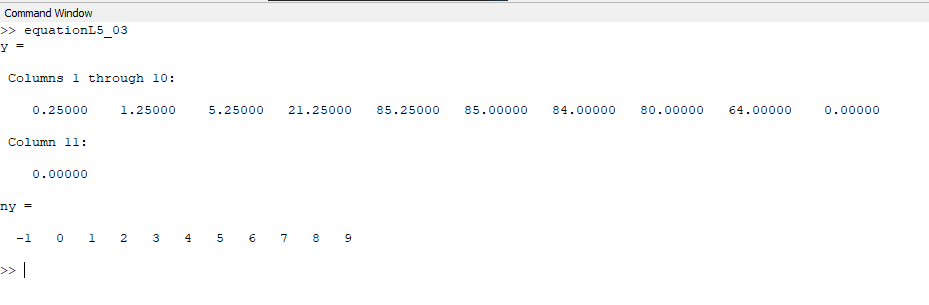 Command Window
>> equationL5_03
y =
Columns 1 through 10:
0.25000 1.25000 5.25000 21.25000 85.25000 85.00000 84.00000 80.00000 64.00000 0.00000
Column 11:
0.00000
ny =
-1 0 1 2 3 4 5 6 7 8 9
>>